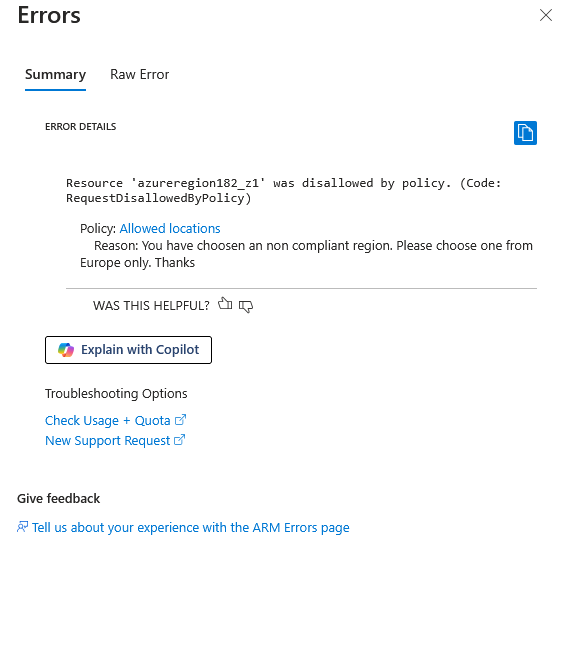 Errors
Summary
Raw Error
ERROR DETAILS
Resource 'azureregion182_z1' was disallowed by policy. (Code:
RequestDisallowedByPolicy)
Policy: Allowed locations
Reason: You have choosen an non compliant region. Please choose one from
Europe only. Thanks
WAS THIS HELPFUL?
Explain with Copilot
Troubleshooting Options
Check Usage + Quota
New Support Request
Give feedback
Tell us about your experience with the ARM Errors page